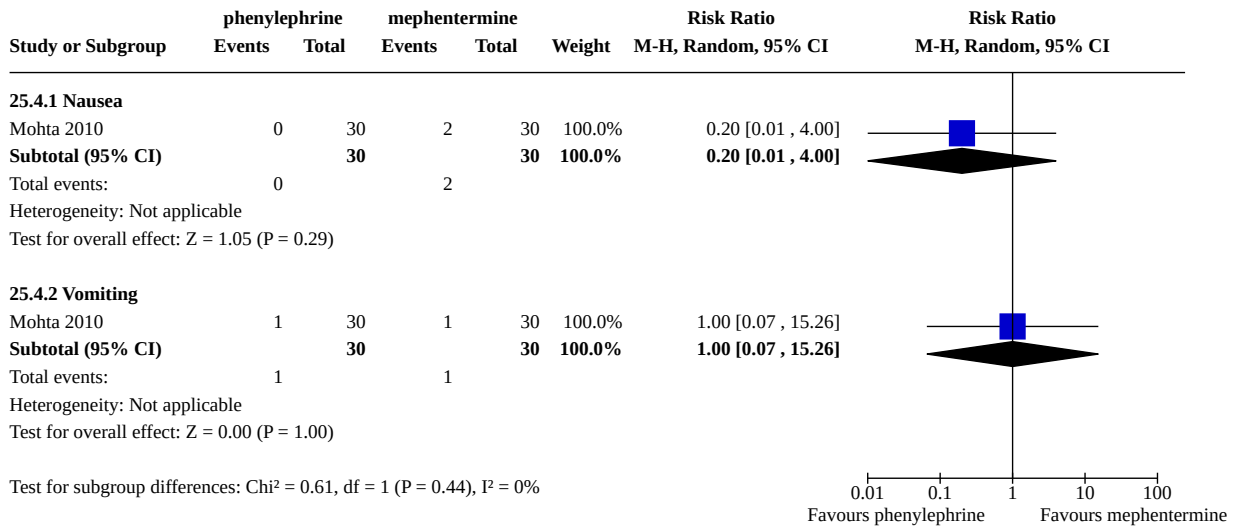 phenylephrine mephentermine Risk Ratio Risk Ratio
Study or Subgroup Events Total Events Total Weight M-H, Random, 95% CI M-H, Random, 95% CI
25.4.1 Nausea
Mohta 2010 0 30 2 30 100.0% 0.20 [0.01 , 4.00]
Subtotal (95% CI) 30 30 100.0% 0.20 [0.01 , 4.00]
Total events: 0 2
Heterogeneity: Not applicable
Test for overall effect: Z = 1.05 (P = 0.29)
25.4.2 Vomiting
Mohta 2010 1 30 1 30 100.0% 1.00 [0.07 , 15.26]
Subtotal (95% CI) 30 30 100.0% 1.00 [0.07 , 15.26]
Total events: 1 1
Heterogeneity: Not applicable
Test for overall effect: Z = 0.00 (P = 1.00)
Test for subgroup differences: Chi² = 0.61, df = 1 (P = 0.44), I² = 0%
0.01 0.1 1 10 100
Favours phenylephrine Favours mephentermine